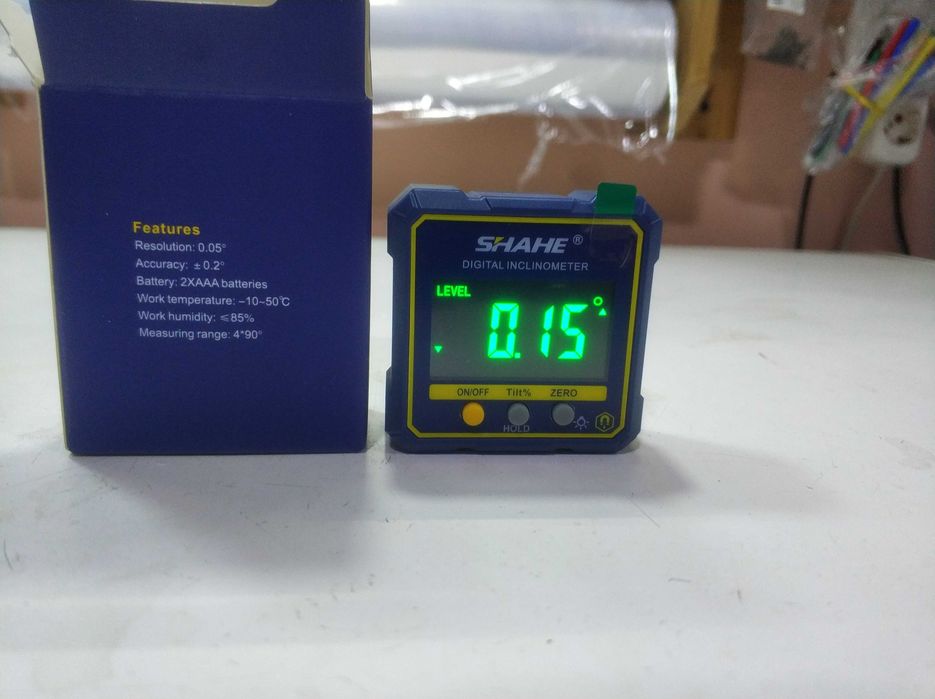 Features
Resolution: 0.05°
Accuracy: ±0.2°
Battery: 2XAAA batteries
Work temperature: –10~50℃
Work humidity: ≤85%
Measuring range: 4*90°
SHAHE®
DIGITAL INCLINOMETER
LEVEL
0.15°
ON/OFF Tilt% ZERO
HOLD